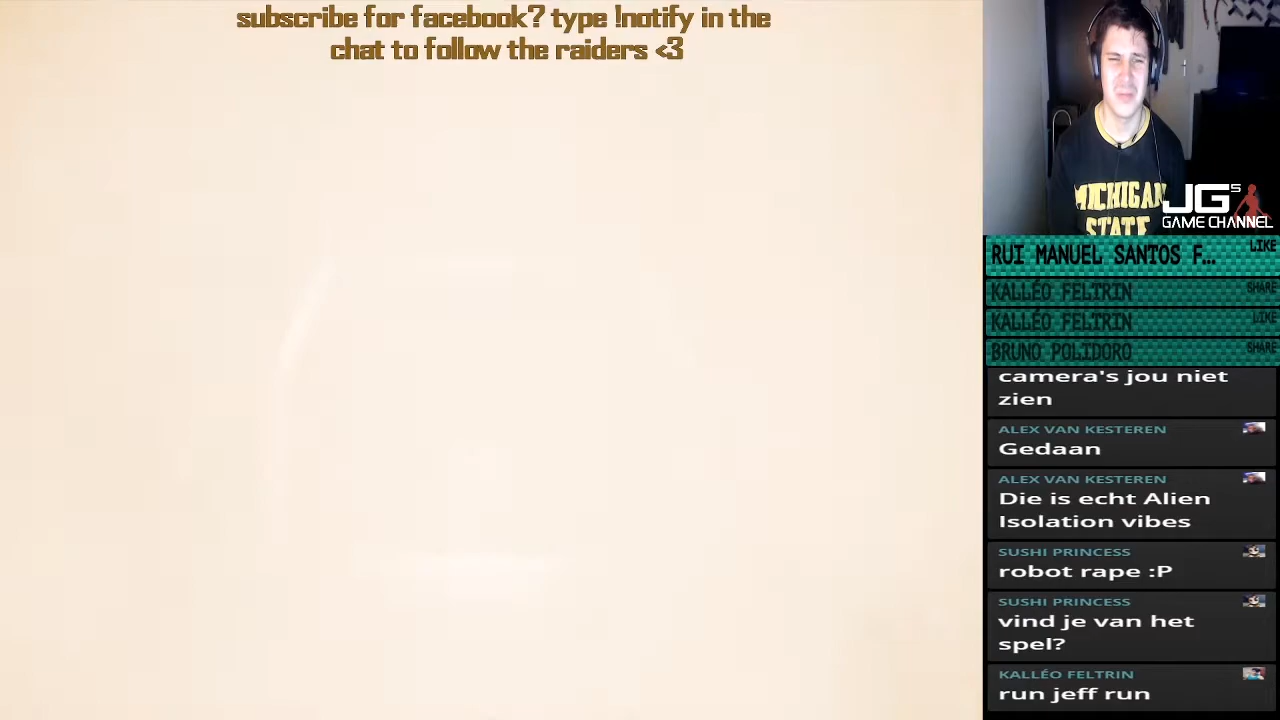 subscribe for facebook? type !notify in the
chat to follow the raiders <3
MICHIGAN
STATE
JG5
GAME CHANNEL
RUI MANUEL SANTOS F... LIKE
KALLÉO FELTRIN SHARE
KALLÉO FELTRIN LIKE
BRUNO POLIDORO SHARE
camera's jou niet
zien
ALEX VAN KESTEREN
Gedaan
ALEX VAN KESTEREN
Die is echt Alien
Isolation vibes
SUSHI PRINCESS
robot rape :P
SUSHI PRINCESS
vind je van het
spel?
KALLÉO FELTRIN
run jeff run